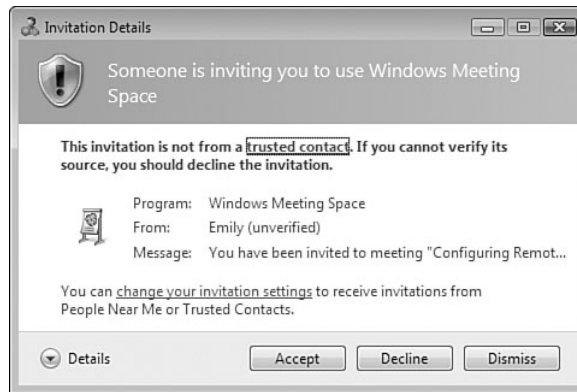 Invitation Details
Someone is inviting you to use Windows Meeting
Space
This invitation is not from a trusted contact. If you cannot verify its
source, you should decline the invitation.
Program: Windows Meeting Space
From: Emily (unverified)
Message: You have been invited to meeting "Configuring Remot...
You can change your invitation settings to receive invitations from
People Near Me or Trusted Contacts.
Details Accept Decline Dismiss